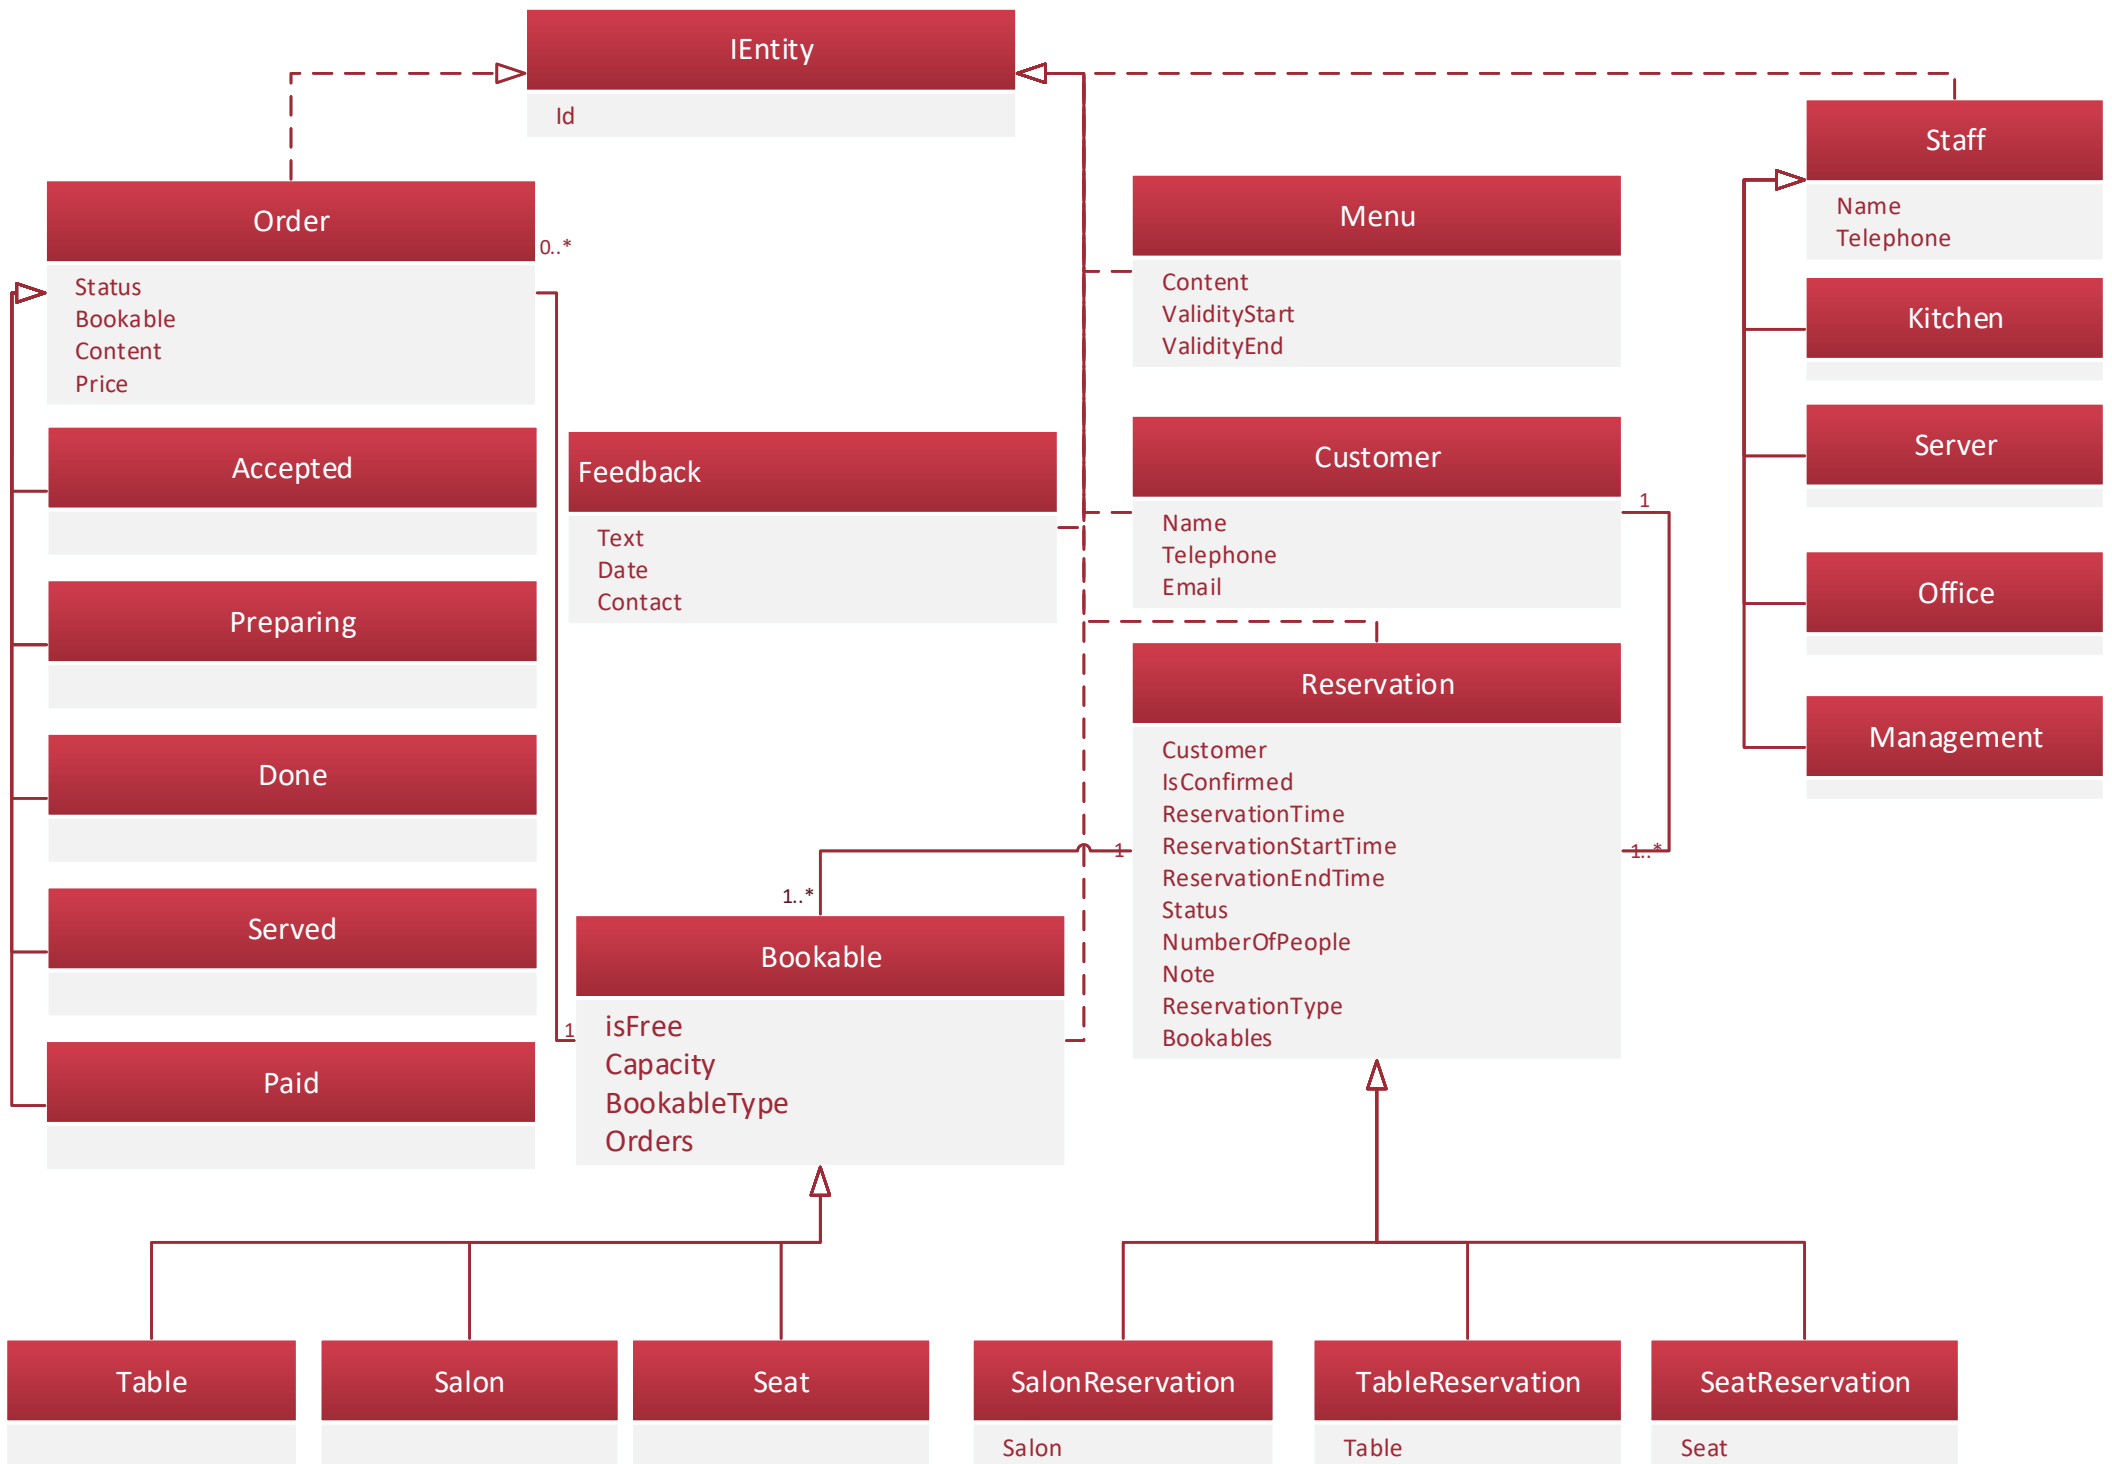 IEntity
Id
Order
0..*
Status
Bookable
Content
Price
Accepted
Preparing
Done
Served
Paid
Feedback
Text
Date
Contact
Menu
Content
ValidityStart
ValidityEnd
Customer
1
Name
Telephone
Email
Reservation
Customer
IsConfirmed
ReservationTime
ReservationStartTime
ReservationEndTime
Status
NumberOfPeople
Note
ReservationType
Bookables
1
1..*
1..*
Bookable
1
isFree
Capacity
BookableType
Orders
Staff
Name
Telephone
Kitchen
Server
Office
Management
Table
Salon
Seat
SalonReservation
Salon
TableReservation
Table
SeatReservation
Seat